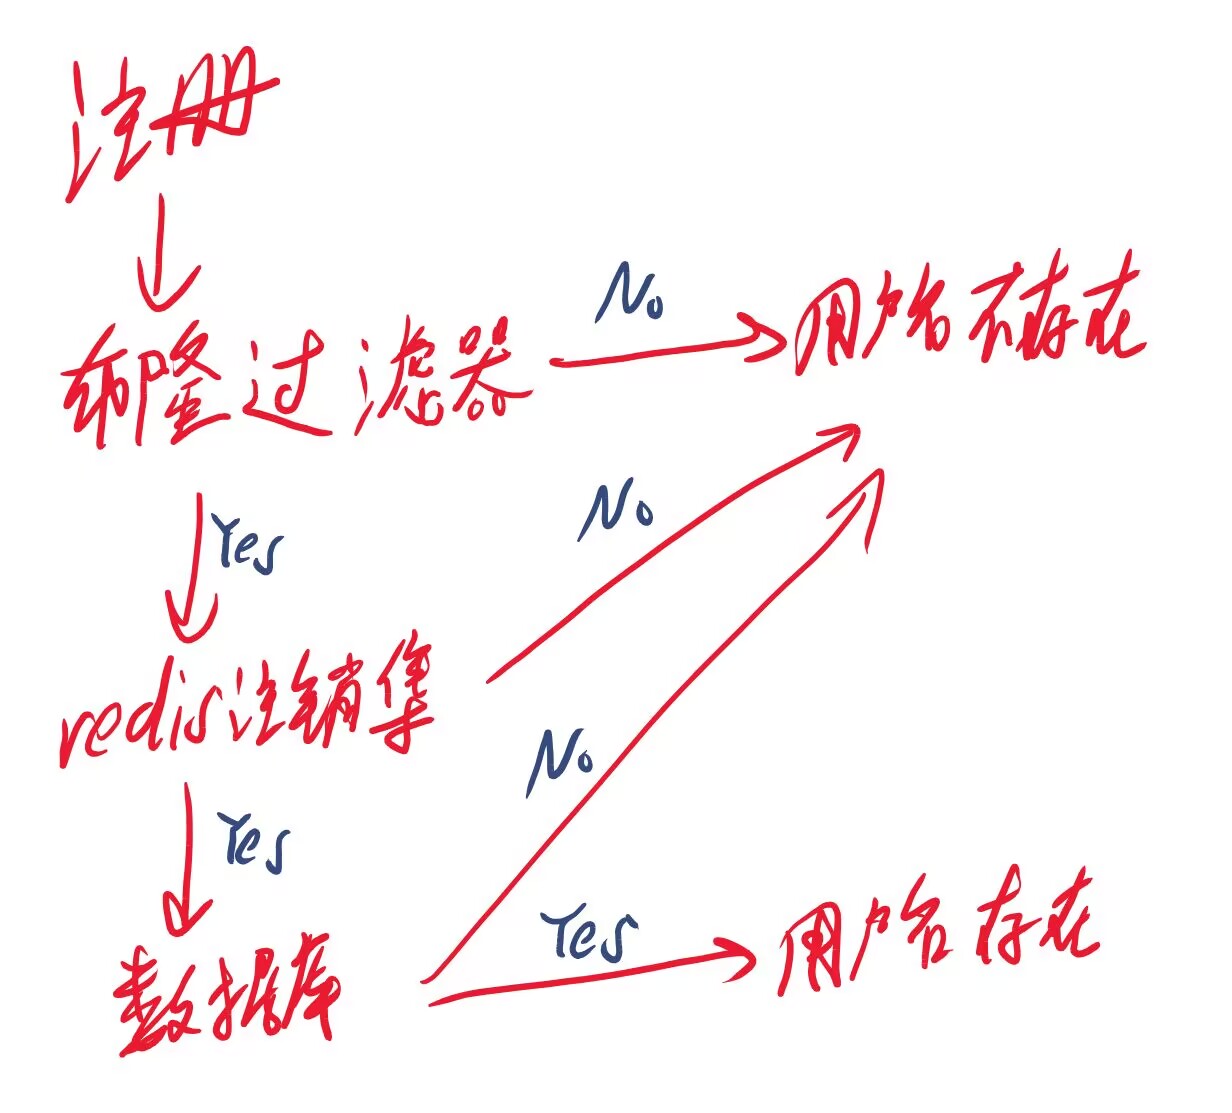 注册
布隆过滤器
No
用户名不存在
Yes
No
redis注销集
No
Yes
数据库
Yes
用户名存在